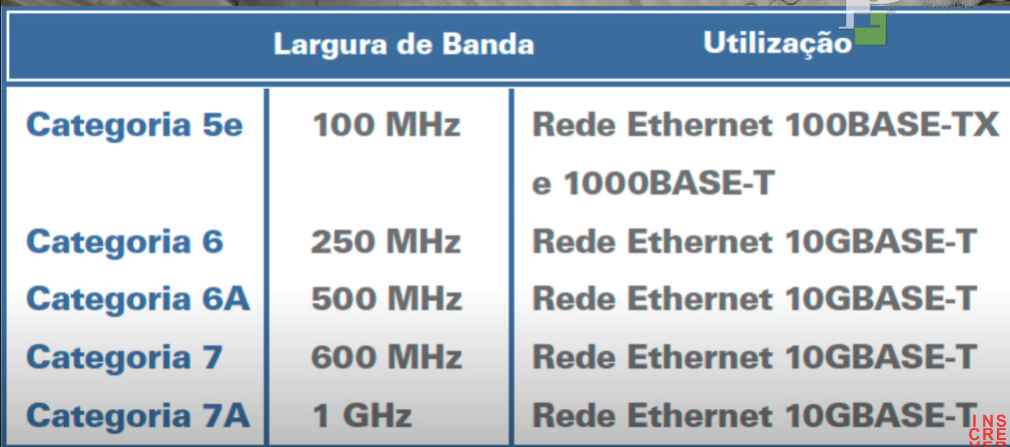 Largura de Banda Utilização
Categoria 5e 100 MHz Rede Ethernet 100BASE-TX
e 1000BASE-T
Categoria 6 250 MHz Rede Ethernet 10GBASE-T
Categoria 6A 500 MHz Rede Ethernet 10GBASE-T
Categoria 7 600 MHz Rede Ethernet 10GBASE-T
Categoria 7A 1 GHz Rede Ethernet 10GBASE-T
INS
CRE